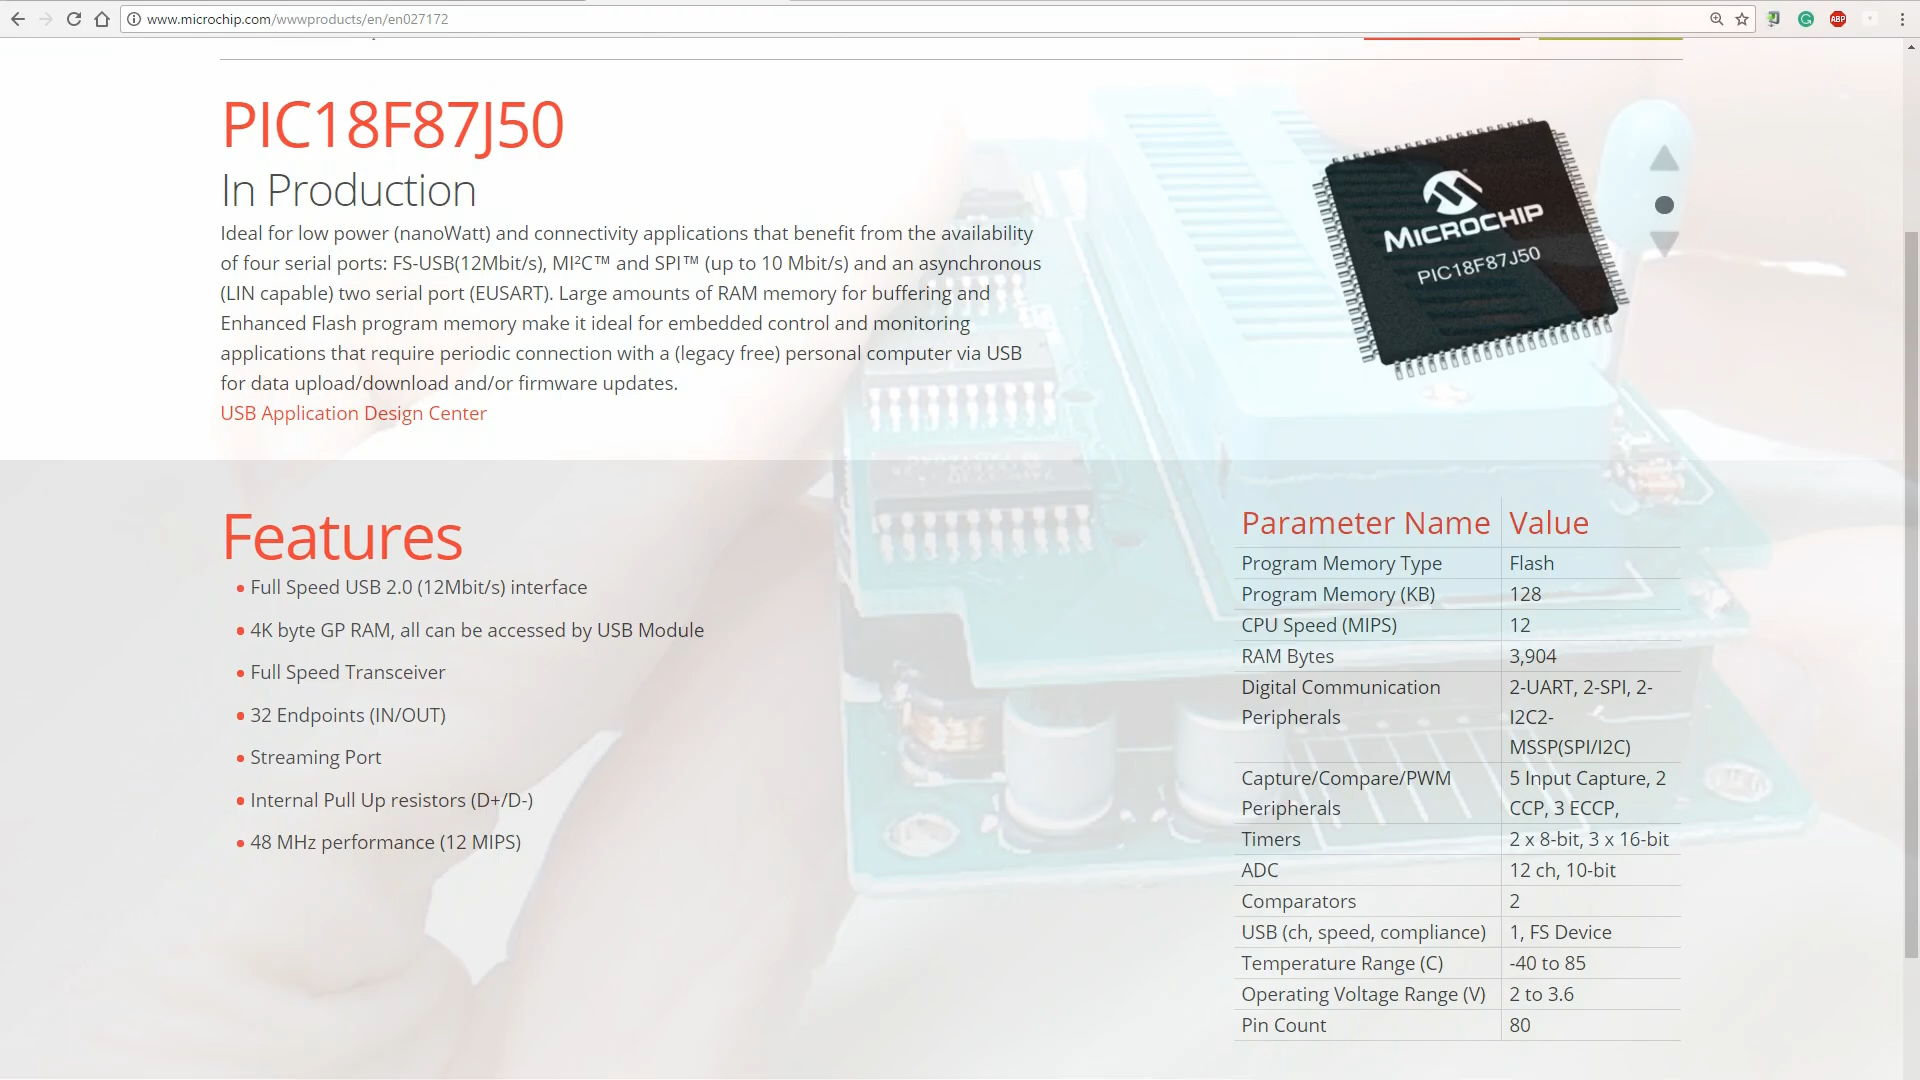 www.microchip.com/wwwproducts/en/en027172
ABP
PIC18F87J50
In Production
Ideal for low power (nanoWatt) and connectivity applications that benefit from the availability
of four serial ports: FS-USB(12Mbit/s), MI²C™ and SPI™ (up to 10 Mbit/s) and an asynchronous
(LIN capable) two serial port (EUSART). Large amounts of RAM memory for buffering and
Enhanced Flash program memory make it ideal for embedded control and monitoring
applications that require periodic connection with a (legacy free) personal computer via USB
for data upload/download and/or firmware updates.
USB Application Design Center
MICROCHIP
PIC18F87J50
Features
Full Speed USB 2.0 (12Mbit/s) interface
4K byte GP RAM, all can be accessed by USB Module
Full Speed Transceiver
32 Endpoints (IN/OUT)
Streaming Port
Internal Pull Up resistors (D+/D-)
48 MHz performance (12 MIPS)
Parameter Name Value
Program Memory Type Flash
Program Memory (KB) 128
CPU Speed (MIPS) 12
RAM Bytes 3,904
Digital Communication 2-UART, 2-SPI, 2-
Peripherals I2C2-
MSSP(SPI/I2C)
Capture/Compare/PWM 5 Input Capture, 2
Peripherals CCP, 3 ECCP,
Timers 2 x 8-bit, 3 x 16-bit
ADC 12 ch, 10-bit
Comparators 2
USB (ch, speed, compliance) 1, FS Device
Temperature Range (C) -40 to 85
Operating Voltage Range (V) 2 to 3.6
Pin Count 80